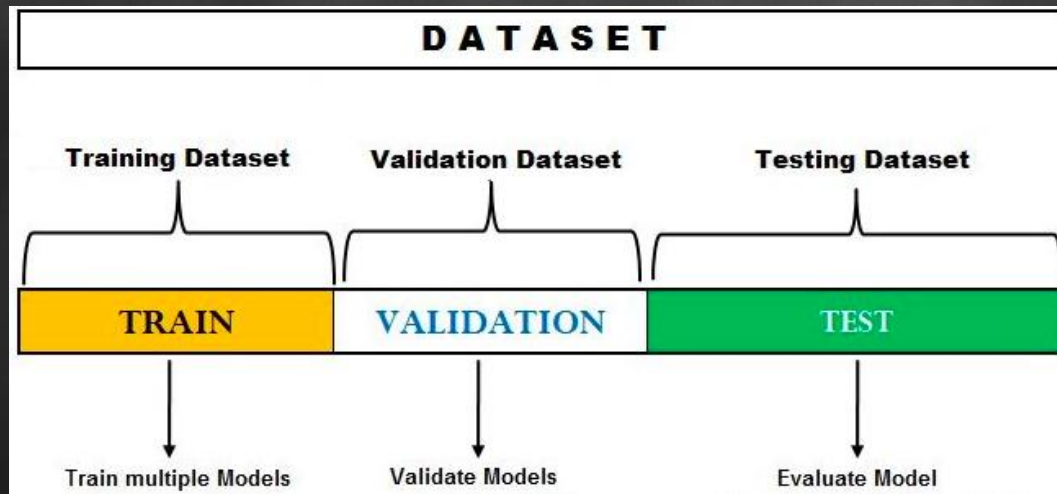 DATASET
Training Dataset Validation Dataset Testing Dataset
TRAIN VALIDATION TEST
Train multiple Models Validate Models Evaluate Model